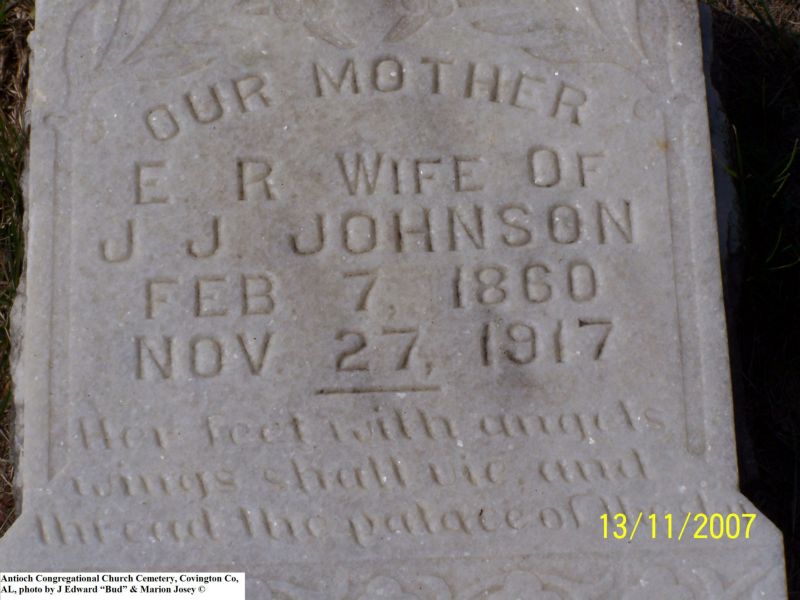 OUR MOTHER
E. R. WIFE OF
J. J. JOHNSON
FEB. 7, 1860
NOV. 27, 1917
Her feet with angels
wings shall vie, and
thread the palace of
13/11/2007
Antioch Congregational Church Cemetery, Covington Co,
AL, photo by J Edward “Bud” & Marion Josey ©